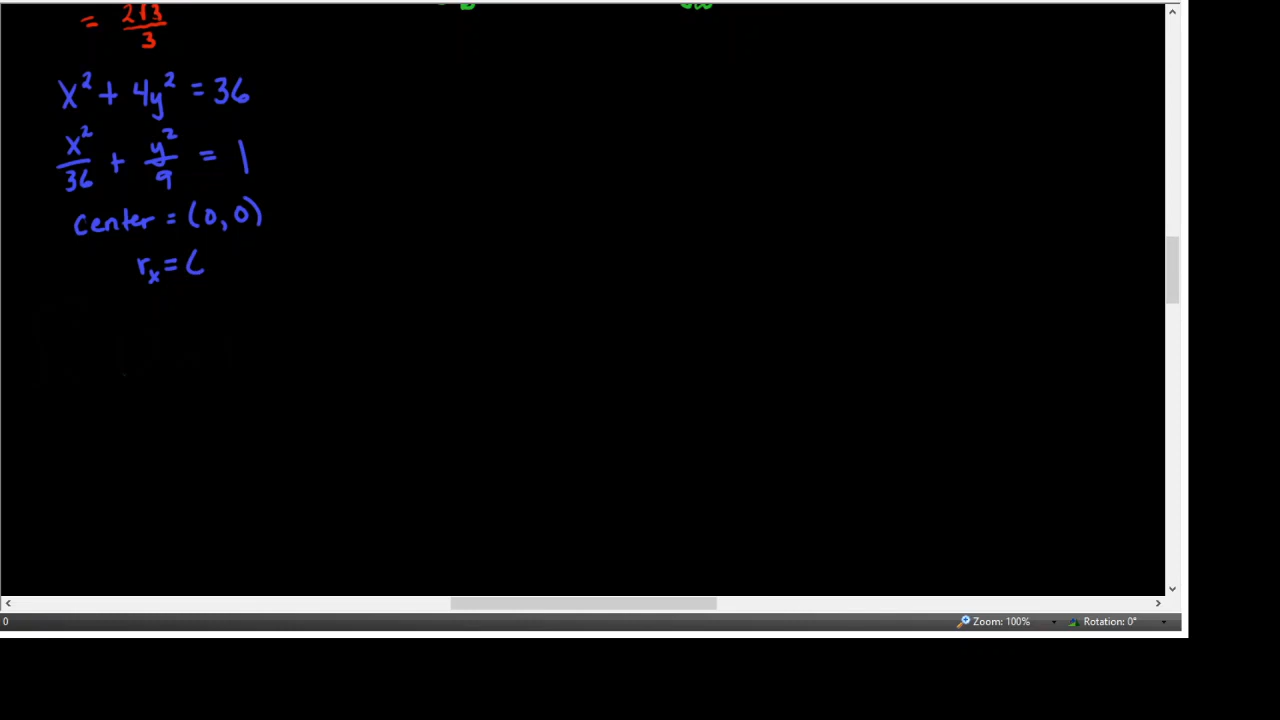 = 2√3/3
x² + 4y² = 36
x²/36 + y²/9 = 1
center = (0, 0)
rₓ = (
0
Zoom: 100%
Rotation: 0°